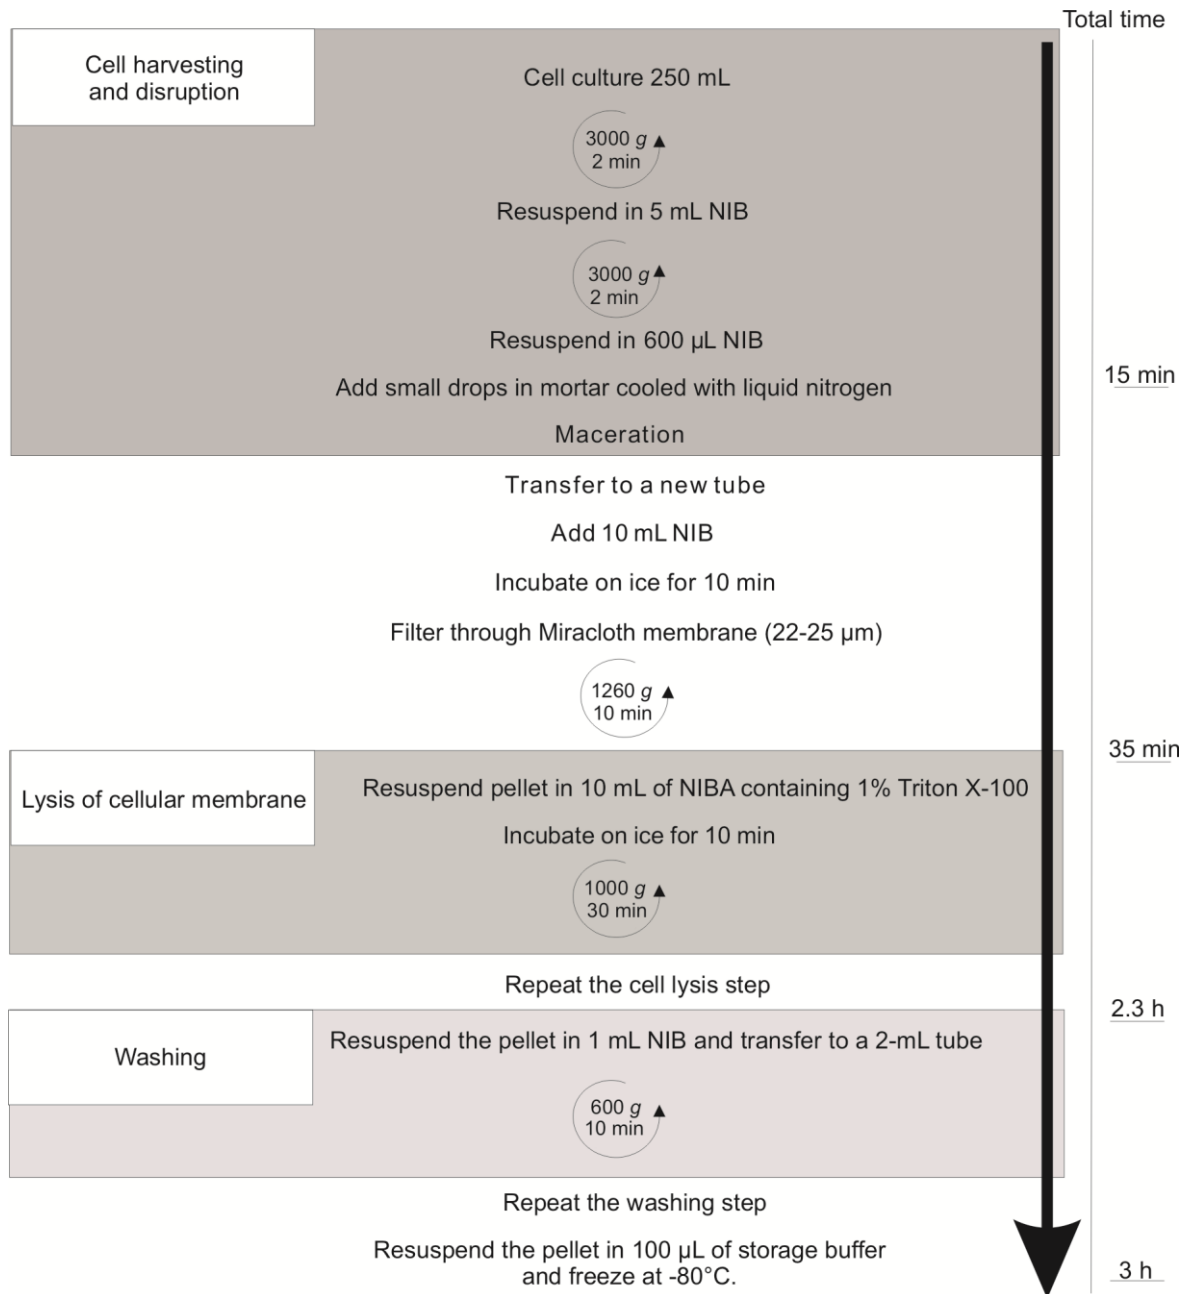 Total time
Cell harvesting
and disruption
Cell culture 250 mL
3000 g
2 min
Resuspend in 5 mL NIB
3000 g
2 min
Resuspend in 600 µL NIB
Add small drops in mortar cooled with liquid nitrogen
15 min
Maceration
Transfer to a new tube
Add 10 mL NIB
Incubate on ice for 10 min
Filter through Miracloth membrane (22-25 µm)
1260 g
10 min
35 min
Lysis of cellular membrane
Resuspend pellet in 10 mL of NIBA containing 1% Triton X-100
Incubate on ice for 10 min
1000 g
30 min
Repeat the cell lysis step
2.3 h
Washing
Resuspend the pellet in 1 mL NIB and transfer to a 2-mL tube
600 g
10 min
Repeat the washing step
Resuspend the pellet in 100 µL of storage buffer
and freeze at -80°C.
3 h